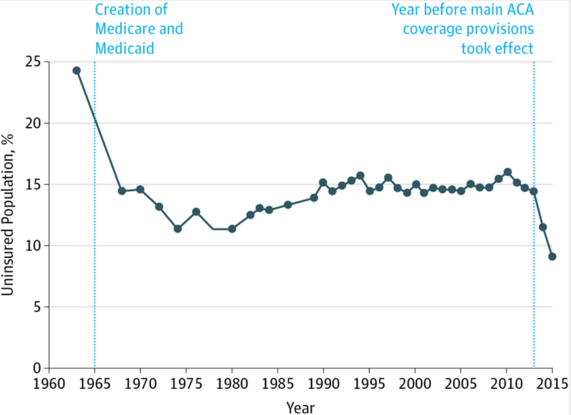 Creation of
Medicare and
Medicaid
Year before main ACA
coverage provisions
took effect
Uninsured Population, %
25
20
15
10
5
0
1960 1965 1970 1975 1980 1985 1990 1995 2000 2005 2010 2015
Year